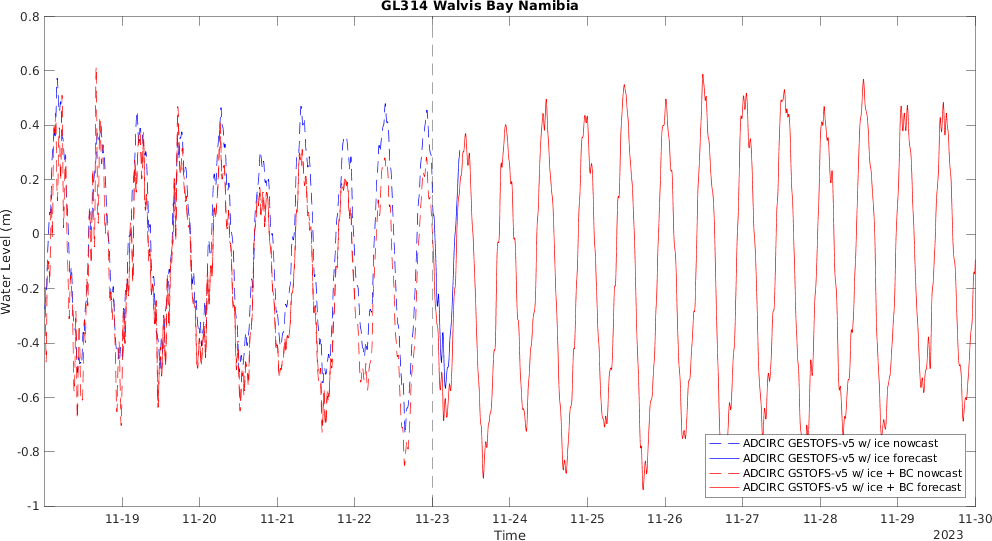 GL314 Walvis Bay Namibia
0.8
0.6
0.4
0.2
0
-0.2
-0.4
-0.6
-0.8
-1
Water Level (m)
ADCIRC GESTOFS-v5 w/ ice nowcast
ADCIRC GESTOFS-v5 w/ ice forecast
ADCIRC GSTOFS-v5 w/ ice + BC nowcast
ADCIRC GSTOFS-v5 w/ ice + BC forecast
11-19 11-20 11-21 11-22 11-23 11-24 11-25 11-26 11-27 11-28 11-29 11-30
Time
2023